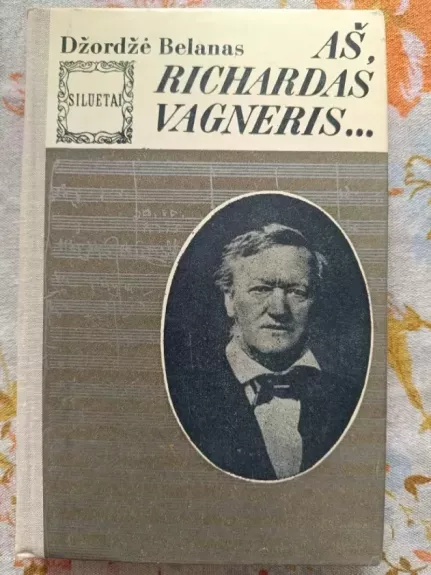 Džordžė Belanas
SILUETAI
AŠ,
RICHARDAS
VAGNERIS...